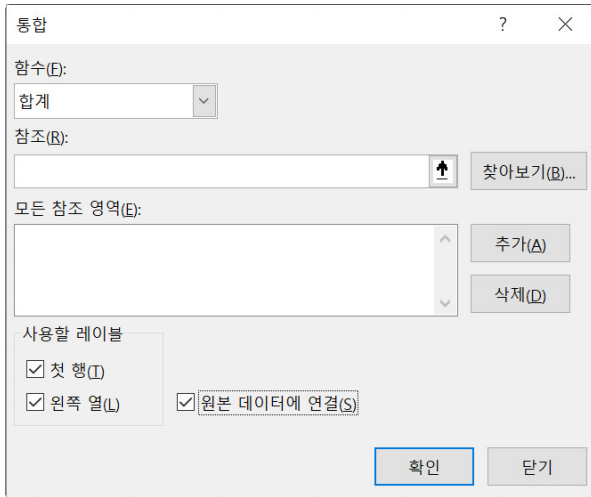 통합
함수(F):
합계
참조(R):
찾아보기(B)...
모든 참조 영역(E):
추가(A)
삭제(D)
사용할 레이블
첫 행(T)
왼쪽 열(L)
원본 데이터에 연결(S)
확인
닫기